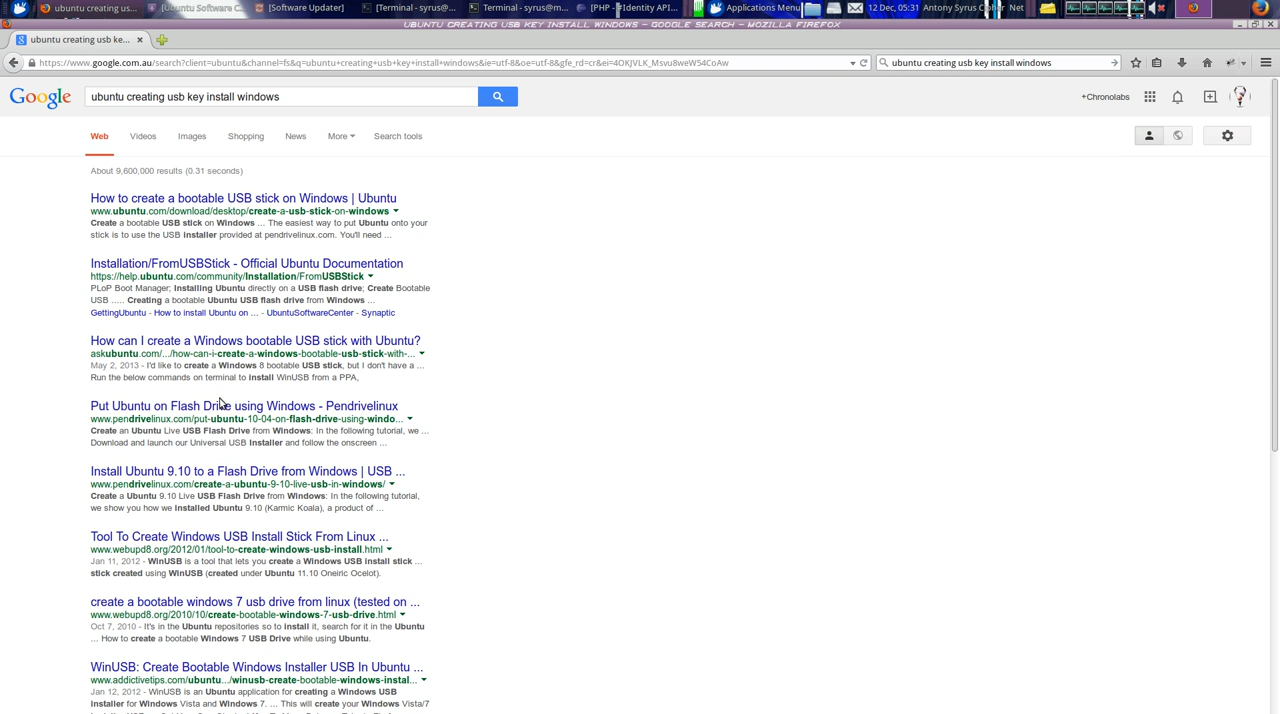 ubuntu creating us...
[Ubuntu Software C...
[Software Updater]
[Terminal - syrus@...
Terminal - syrus@m...
[PHP - #Identity API...
Applications Menu
12 Dec, 05:31
Antony Syrus Cipher
Net
UBUNTU CREATING USB KEY INSTALL WINDOWS - GOOGLE SEARCH - MOZILLA FIREFOX
ubuntu creating usb ke...
https://www.google.com.au/search?client=ubuntu&channel=fs&q=ubuntu+creating+usb+key+install+windows&ie=utf-8&oe=utf-8&gfe_rd=cr&ei=4OKJVLK_Msvu8weW54CoAw
ubuntu creating usb key install windows
Google
ubuntu creating usb key install windows
+Chronolabs
Web
Videos
Images
Shopping
News
More
Search tools
About 9,600,000 results (0.31 seconds)
How to create a bootable USB stick on Windows | Ubuntu
www.ubuntu.com/download/desktop/create-a-usb-stick-on-windows
Create a bootable USB stick on Windows ... The easiest way to put Ubuntu onto your
stick is to use the USB installer provided at pendrivelinux.com. You'll need ...
Installation/FromUSBStick - Official Ubuntu Documentation
https://help.ubuntu.com/community/Installation/FromUSBStick
PLoP Boot Manager; Installing Ubuntu directly on a USB flash drive; Create Bootable
USB ..... Creating a bootable Ubuntu USB flash drive from Windows ...
GettingUbuntu - How to install Ubuntu on ... - UbuntuSoftwareCenter - Synaptic
How can I create a Windows bootable USB stick with Ubuntu?
askubuntu.com/.../how-can-i-create-a-windows-bootable-usb-stick-with-...
May 2, 2013 - I'd like to create a Windows 8 bootable USB stick, but I don't have a ...
Run the below commands on terminal to install WinUSB from a PPA,
Put Ubuntu on Flash Drive using Windows - Pendrivelinux
www.pendrivelinux.com/put-ubuntu-10-04-on-flash-drive-using-windo...
Create an Ubuntu Live USB Flash Drive from Windows: In the following tutorial, we ...
Download and launch our Universal USB Installer and follow the onscreen ...
Install Ubuntu 9.10 to a Flash Drive from Windows | USB ...
www.pendrivelinux.com/create-a-ubuntu-9-10-live-usb-in-windows/
Create a Ubuntu 9.10 Live USB Flash Drive from Windows: In the following tutorial,
we show you how we installed Ubuntu 9.10 (Karmic Koala), a product of ...
Tool To Create Windows USB Install Stick From Linux ...
www.webupd8.org/2012/01/tool-to-create-windows-usb-install.html
Jan 11, 2012 - WinUSB is a tool that lets you create a Windows USB install stick ...
stick created using WinUSB (created under Ubuntu 11.10 Oneiric Ocelot).
create a bootable windows 7 usb drive from linux (tested on ...
www.webupd8.org/2010/10/create-bootable-windows-7-usb-drive.html
Oct 7, 2010 - It's in the Ubuntu repositories so to install it, search for it in the Ubuntu
... How to create a bootable Windows 7 USB Drive while using Ubuntu.
WinUSB: Create Bootable Windows Installer USB In Ubuntu ...
www.addictivetips.com/ubuntu.../winusb-create-bootable-windows-instal...
Jan 12, 2012 - WinUSB is an Ubuntu application for creating a Windows USB
installer for Windows Vista and Windows 7. ... This will create your Windows Vista/7